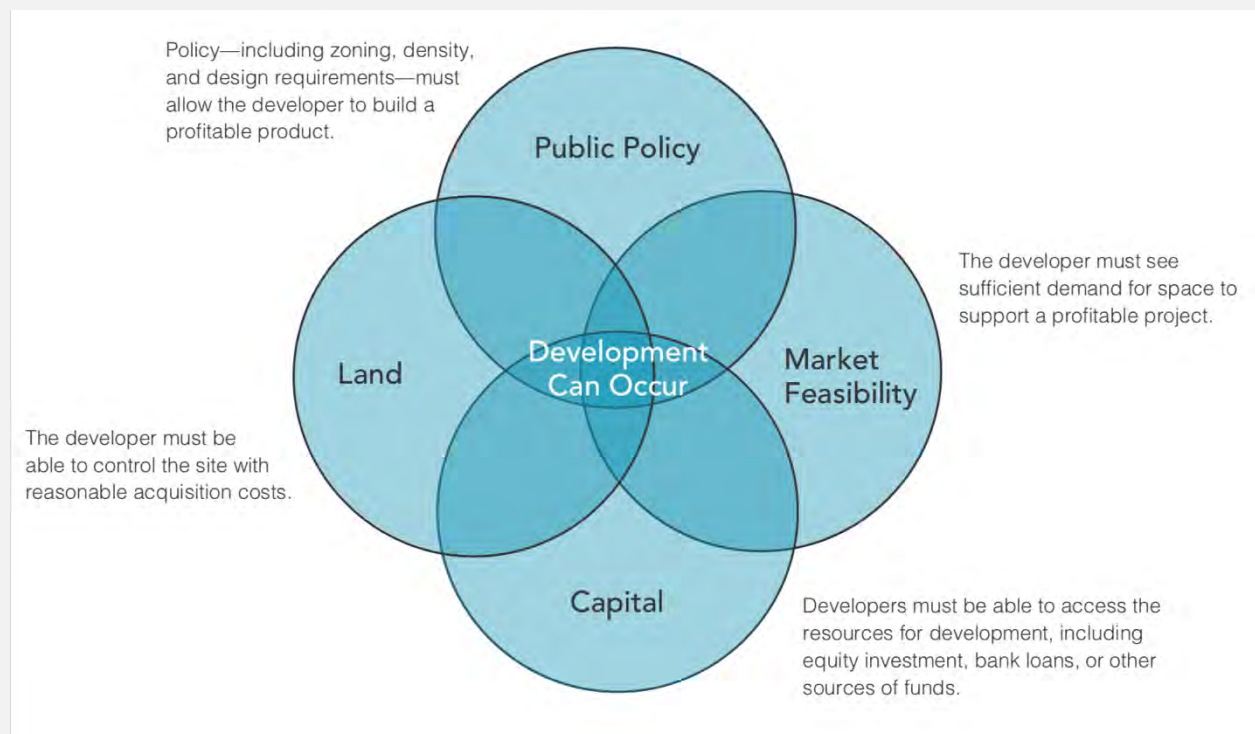 Policy—including zoning, density,
and design requirements—must
allow the developer to build a
profitable product.
Public Policy
The developer must see
sufficient demand for space to
support a profitable project.
Development
Can Occur
Land
Market
Feasibility
The developer must be
able to control the site with
reasonable acquisition costs.
Capital
Developers must be able to access the
resources for development, including
equity investment, bank loans, or other
sources of funds.